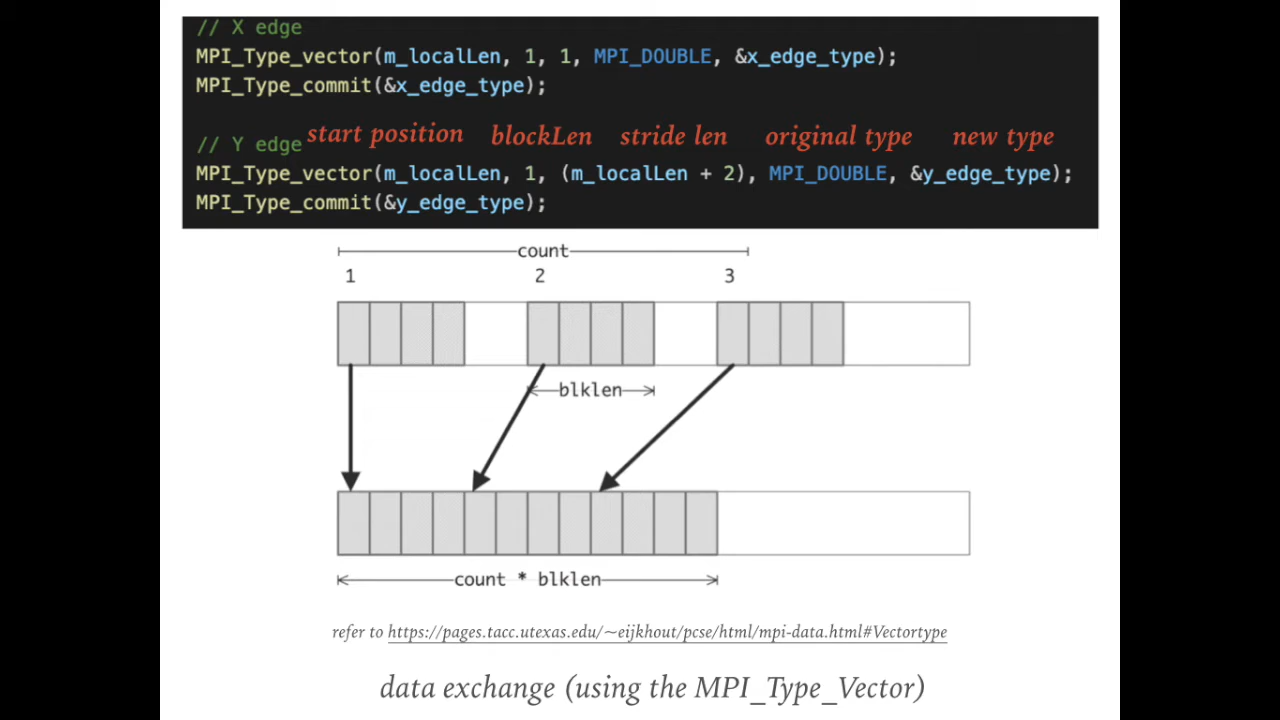 // X edge
MPI_Type_vector(m_localLen, 1, 1, MPI_DOUBLE, &x_edge_type);
MPI_Type_commit(&x_edge_type);
start position blockLen stride len original type new type
// Y edge
MPI_Type_vector(m_localLen, 1, (m_localLen + 2), MPI_DOUBLE, &y_edge_type);
MPI_Type_commit(&y_edge_type);
count
1 2 3
blklen
count * blklen
refer to https://pages.tacc.utexas.edu/~eijkhout/pcse/html/mpi-data.html#Vectortype
data exchange (using the MPI_Type_Vector)